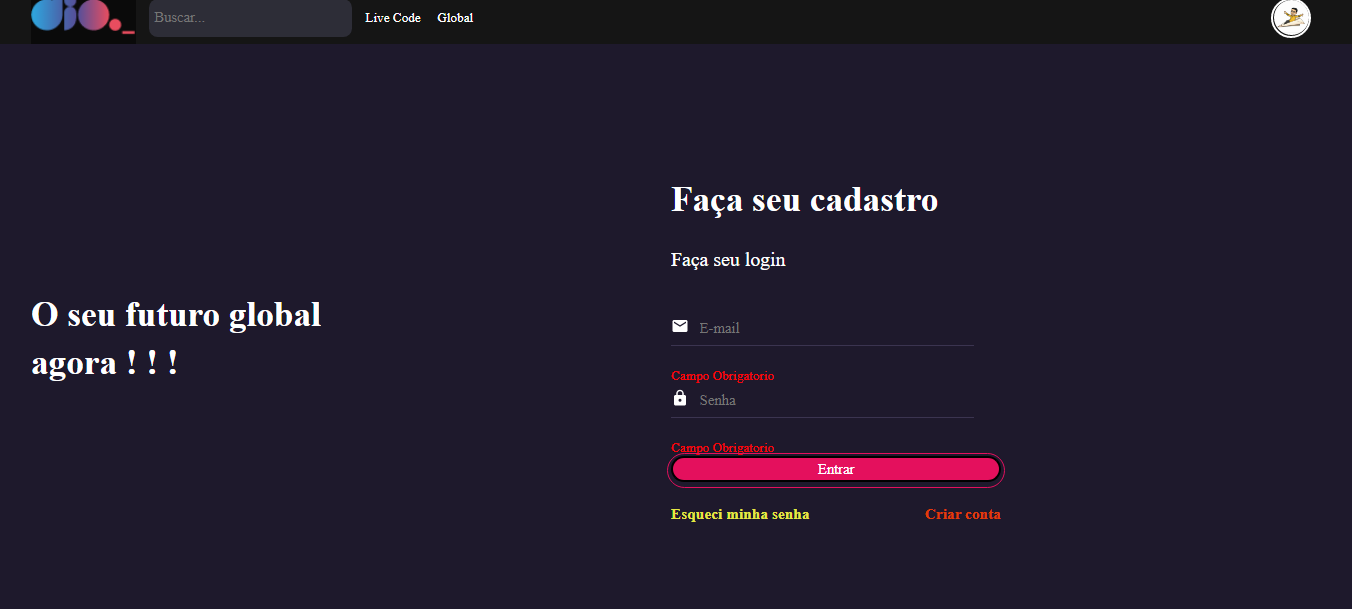 dio._
Buscar...
Live Code
Global
Faça seu cadastro
Faça seu login
O seu futuro global
agora ! ! !
E-mail
Campo Obrigatorio
Senha
Campo Obrigatorio
Entrar
Esqueci minha senha
Criar conta